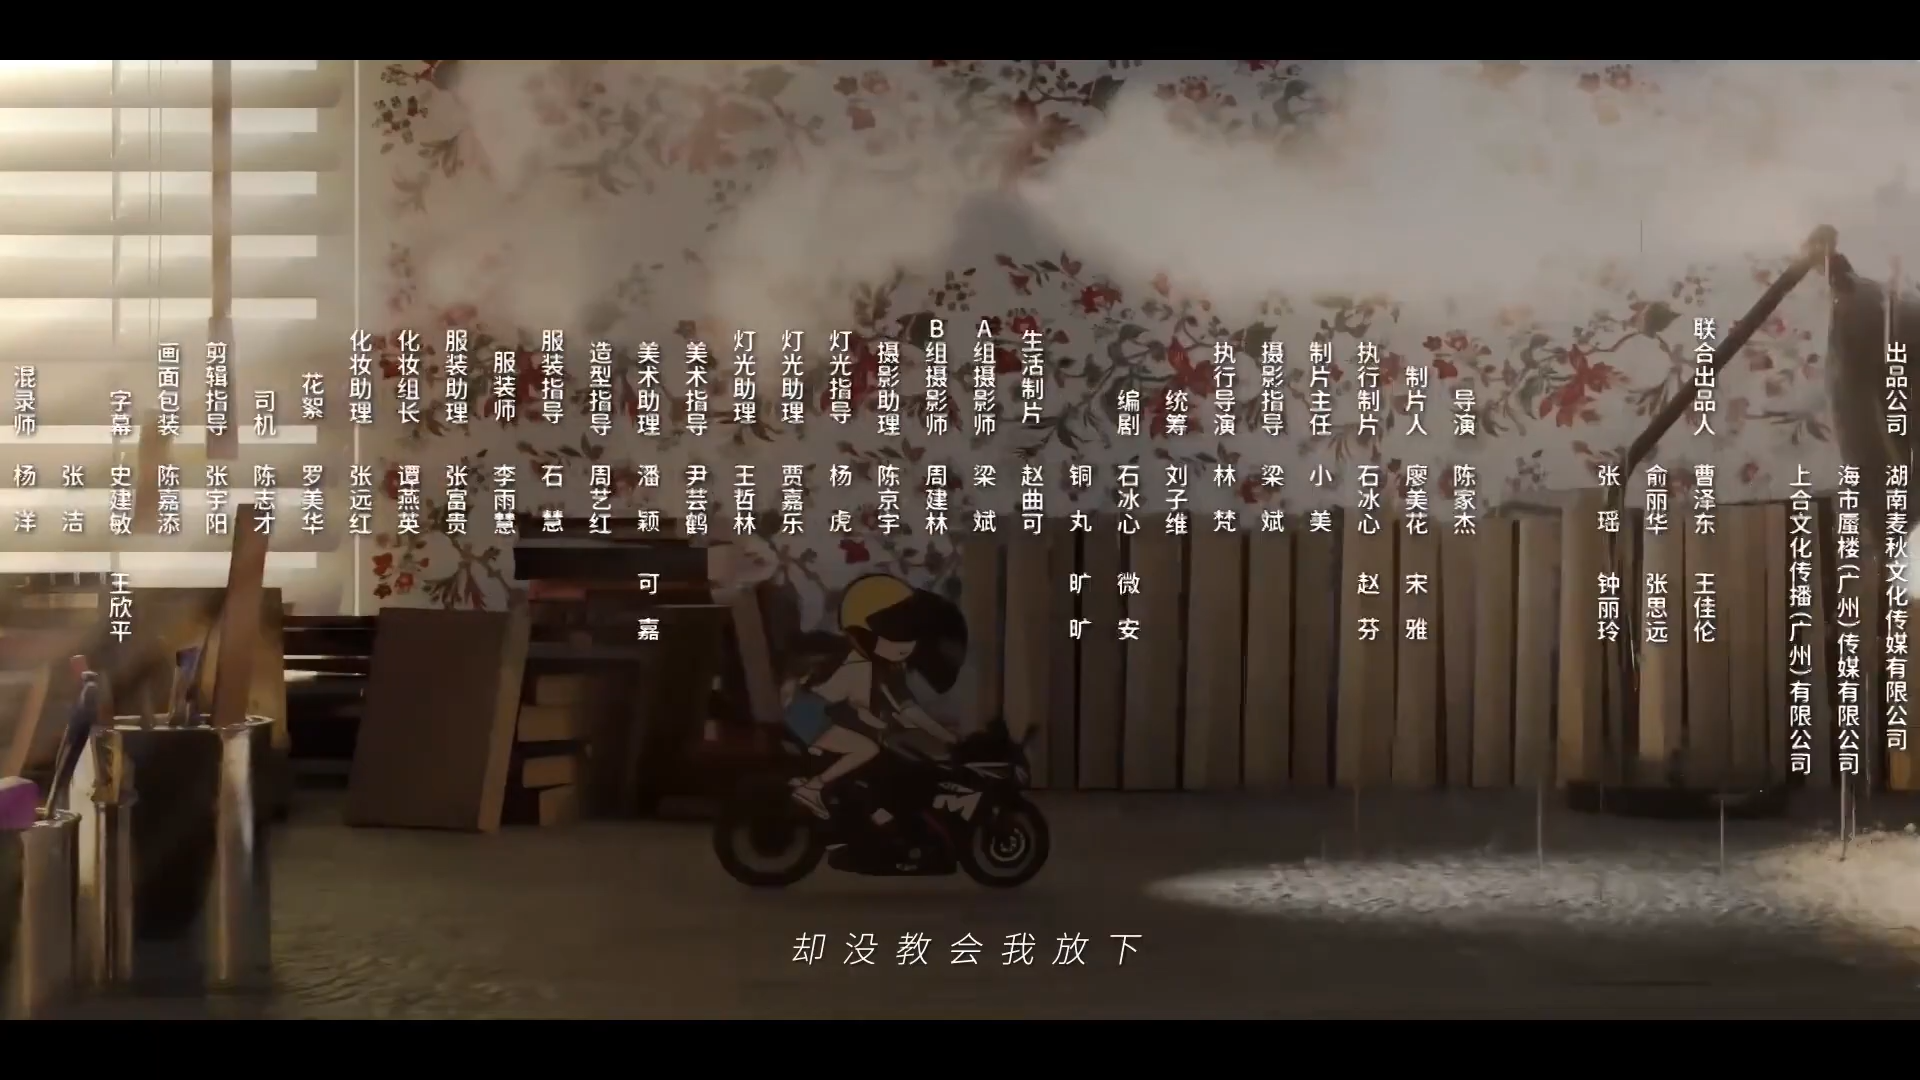 出品公司 湖南麦秋文化传媒有限公司
海市蜃楼(广州)传媒有限公司
上合文化传播(广州)有限公司
联合出品人 曹泽东 王佳伦
俞丽华 张思远
张瑶 钟丽玲
导演 陈家杰
制片人 廖美花 宋雅
执行制片 石冰心 赵芬
制片主任 小美
摄影指导 梁斌
执行导演 林梵
统筹 刘子维
编剧 石冰心 微安
铜丸 旷旷
生活制片 赵曲可
A组摄影师 梁斌
B组摄影师 周建林
摄影助理 陈京宇
灯光指导 杨虎
灯光助理 贾嘉乐
灯光助理 王哲林
美术指导 尹芸鹤
美术助理 潘颖 可嘉
造型指导 周艺红
服装指导 石慧
服装师 李雨慧
服装助理 张富贵
化妆组长 谭燕英
化妆助理 张远红
花絮 罗美华
司机 陈志才
剪辑指导 张宇阳
画面包装 陈嘉添
字幕 史建敏 王欣平
张洁
混录师 杨洋
M
却没教会我放下